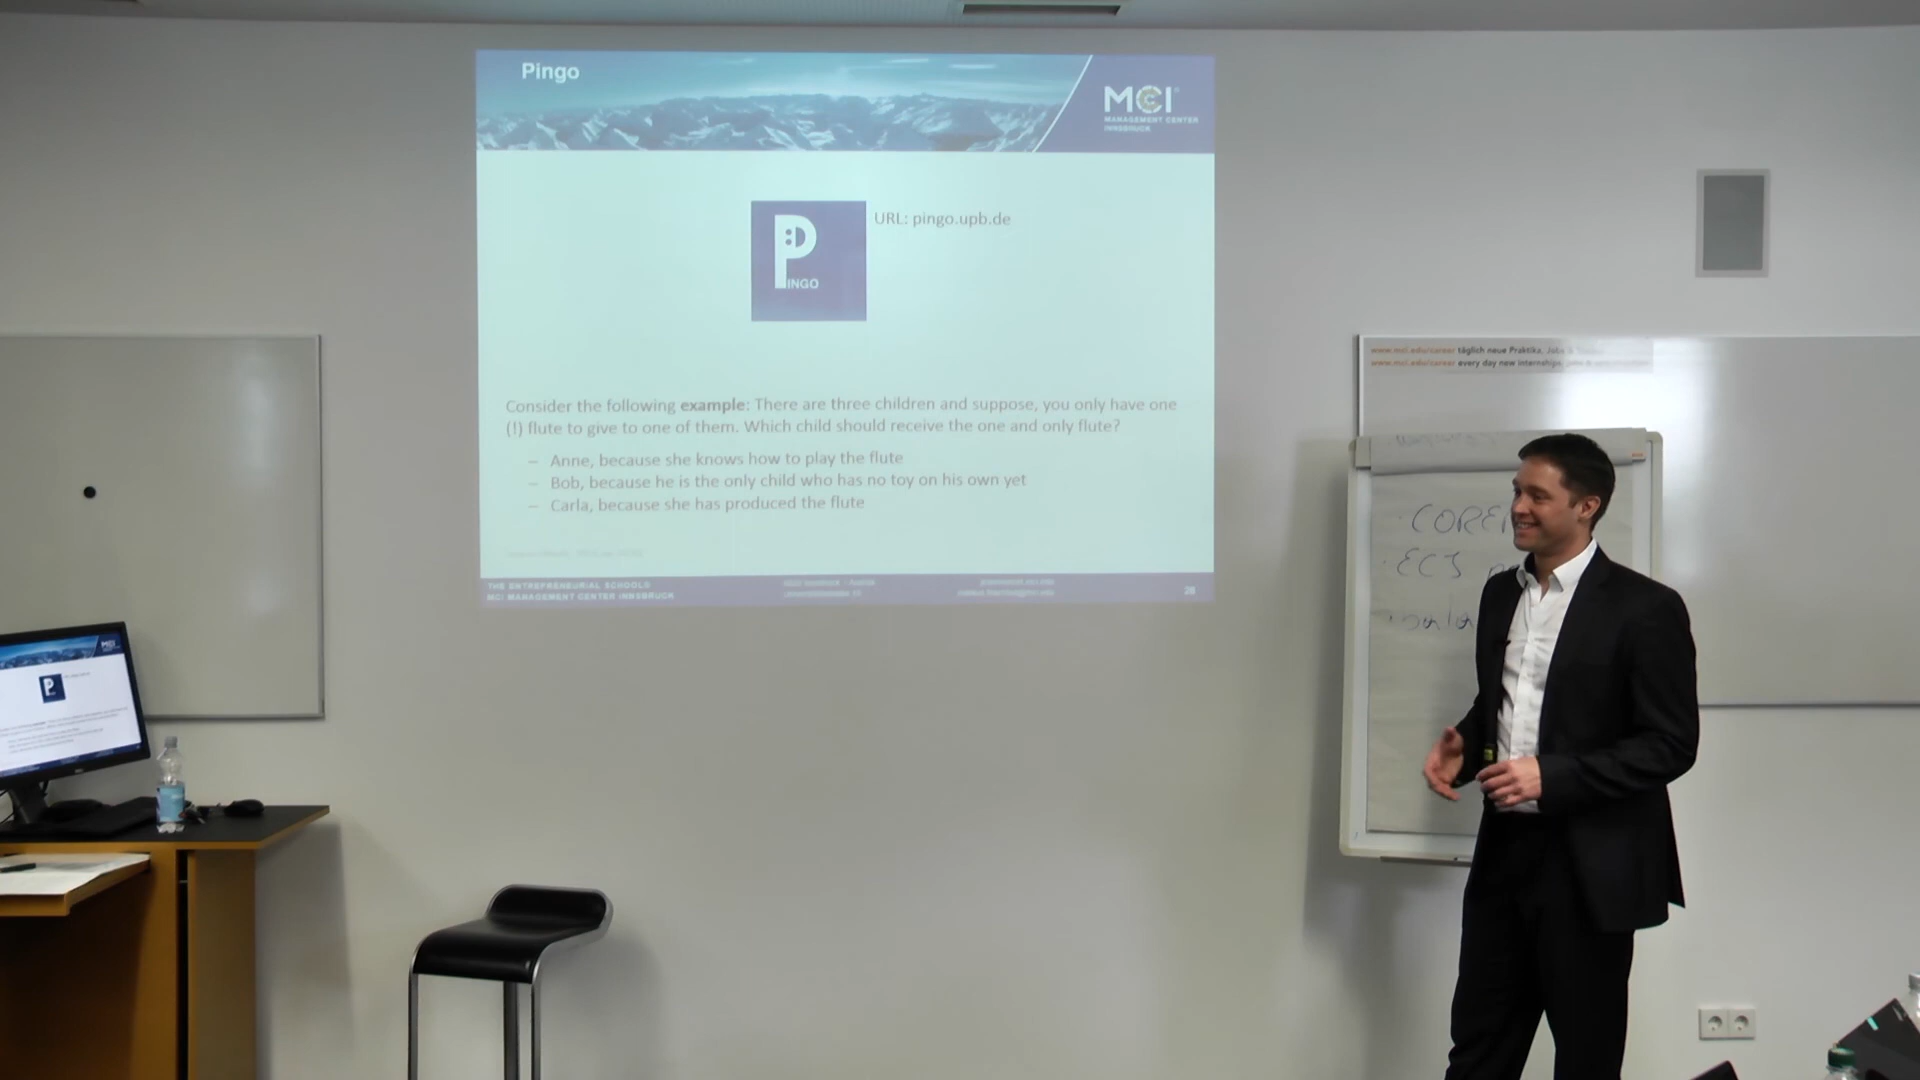 Pingo
MCI
MANAGEMENT CENTER
INNSBRUCK
PINGO
URL: pingo.upb.de
Consider the following example: There are three children and suppose, you only have one
(!) flute to give to one of them. Which child should receive the one and only flute?
– Anne, because she knows how to play the flute
– Bob, because he is the only child who has no toy on his own yet
– Carla, because she has produced the flute
THE ENTREPRENEURIAL SCHOOL®
MCI MANAGEMENT CENTER INNSBRUCK
28
www.mci.edu/career täglich neue Praktika, Jobs &
www.mci.edu/career every day new internships, jobs &